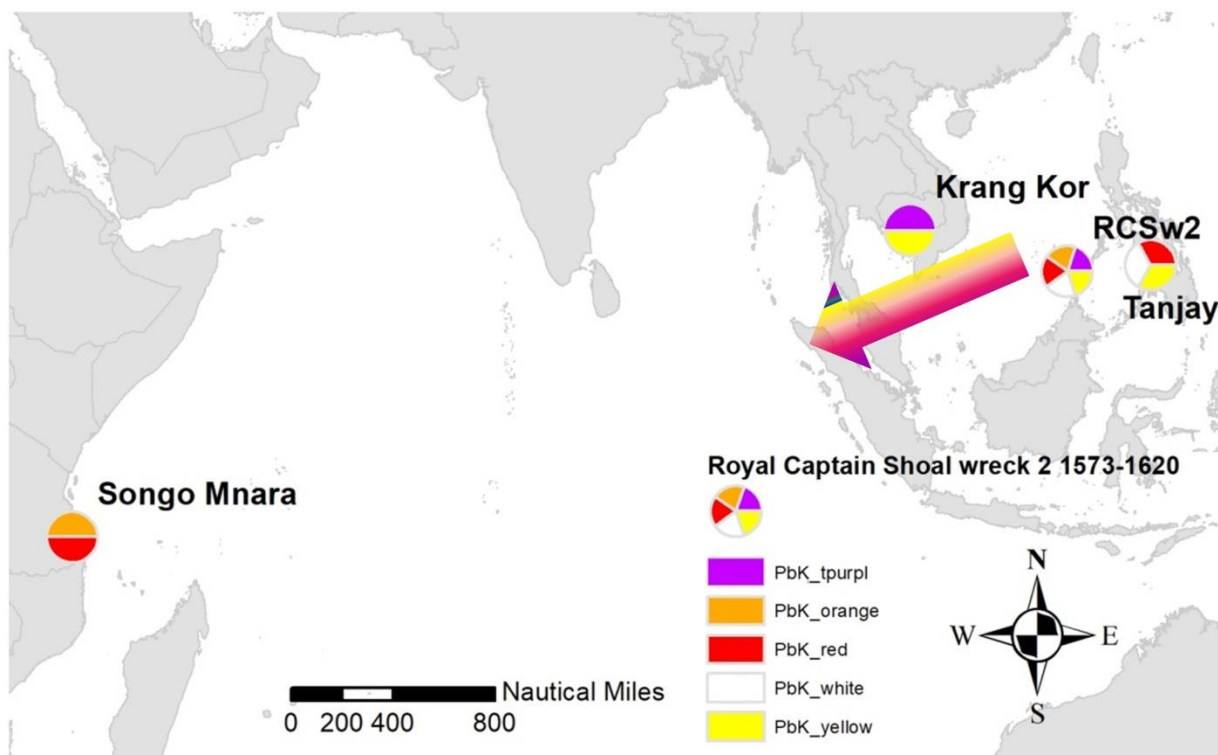 Krang Kor
RCSw2
Tanjay
Royal Captain Shoal wreck 2 1573-1620
Songo Mnara
PbK_tpurpl
PbK_orange
PbK_red
PbK_white
PbK_yellow
N
W E
S
Nautical Miles
0 200 400 800